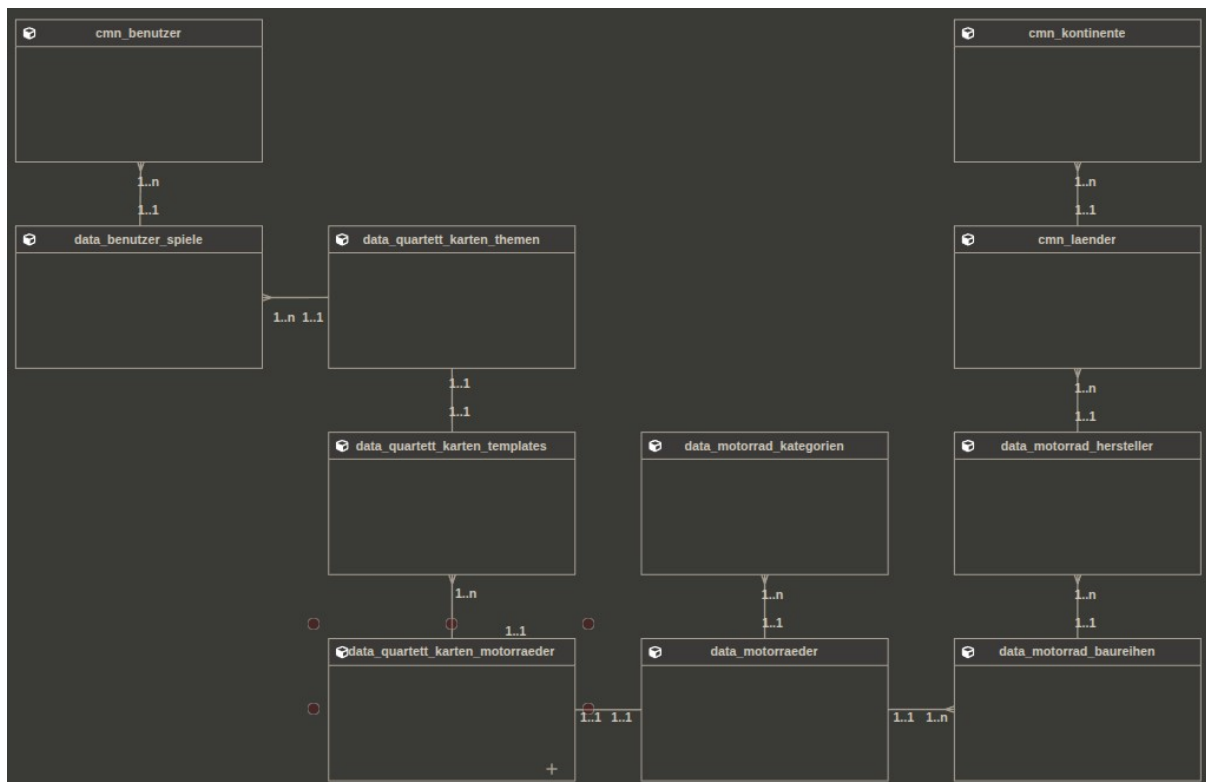 cmn_benutzer
cmn_kontinente
1..n
1..n
1..1
1..1
data_benutzer_spiele
data_quartett_karten_themen
cmn_laender
1..n 1..1
1..1
1..n
1..1
1..1
data_quartett_karten_templates
data_motorrad_kategorien
data_motorrad_hersteller
1..n
1..n
1..n
1..1
1..1
1..1
data_quartett_karten_motorraeder
data_motorraeder
data_motorrad_baureihen
1..1 1..1
1..1 1..n